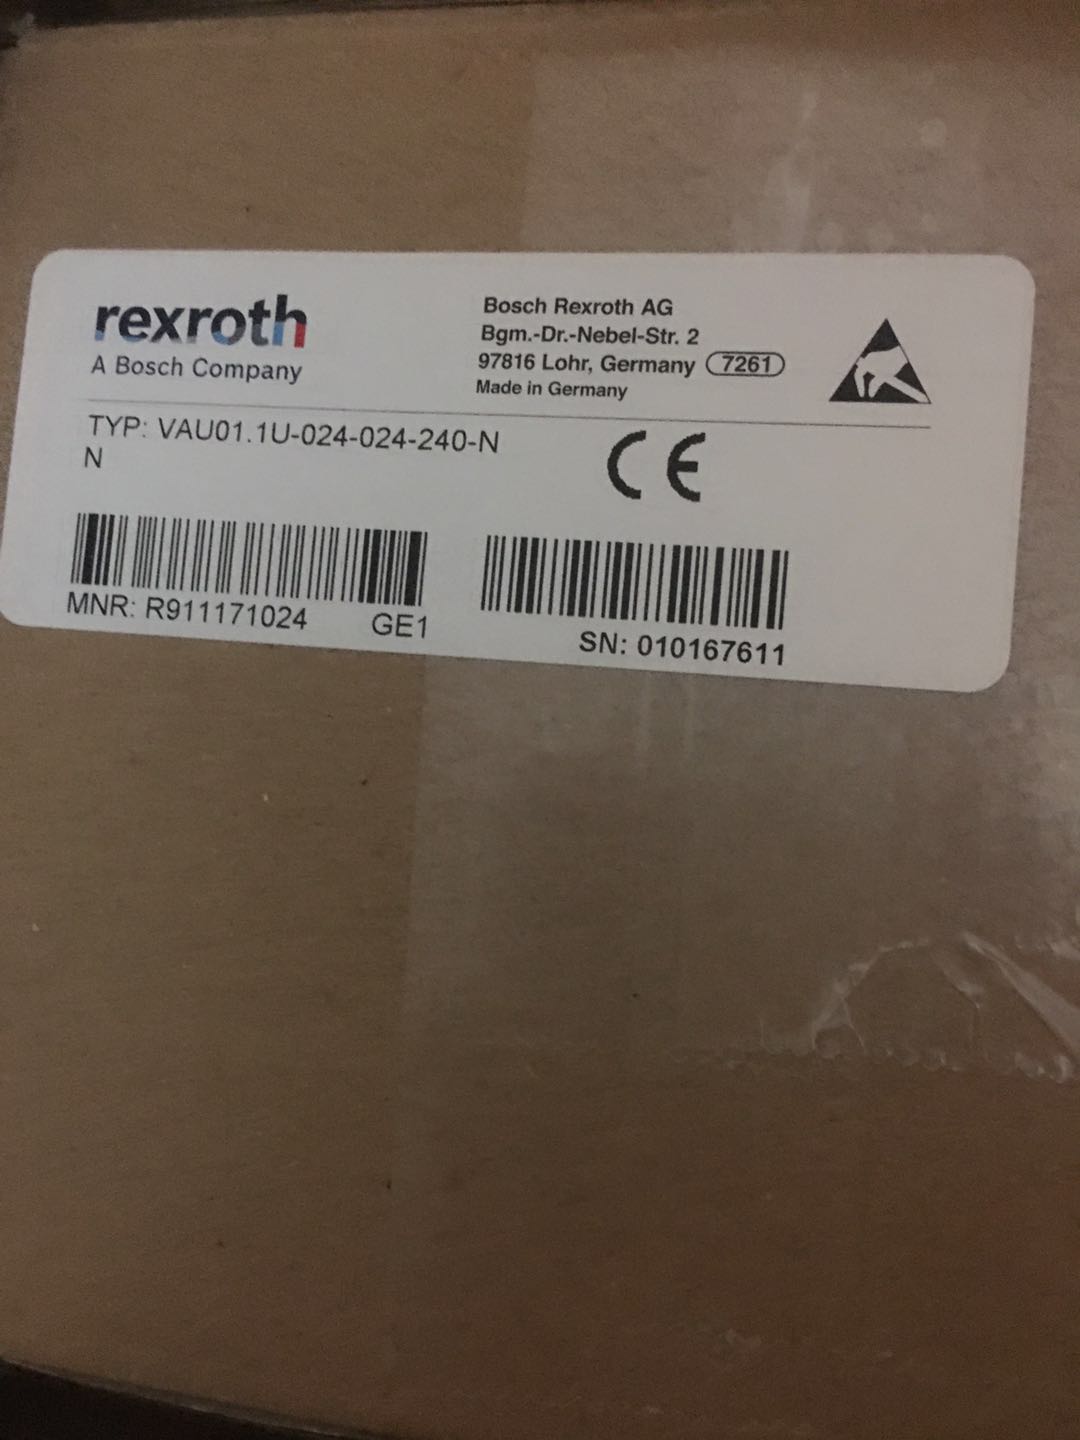 rexroth
A Bosch Company
Bosch Rexroth AG
Bgm.-Dr.-Nebel-Str. 2
97816 Lohr, Germany 7261
Made in Germany
TYP: VAU01.1U-024-024-240-N
N
CE
MNR: R911171024 GE1
SN: 010167611